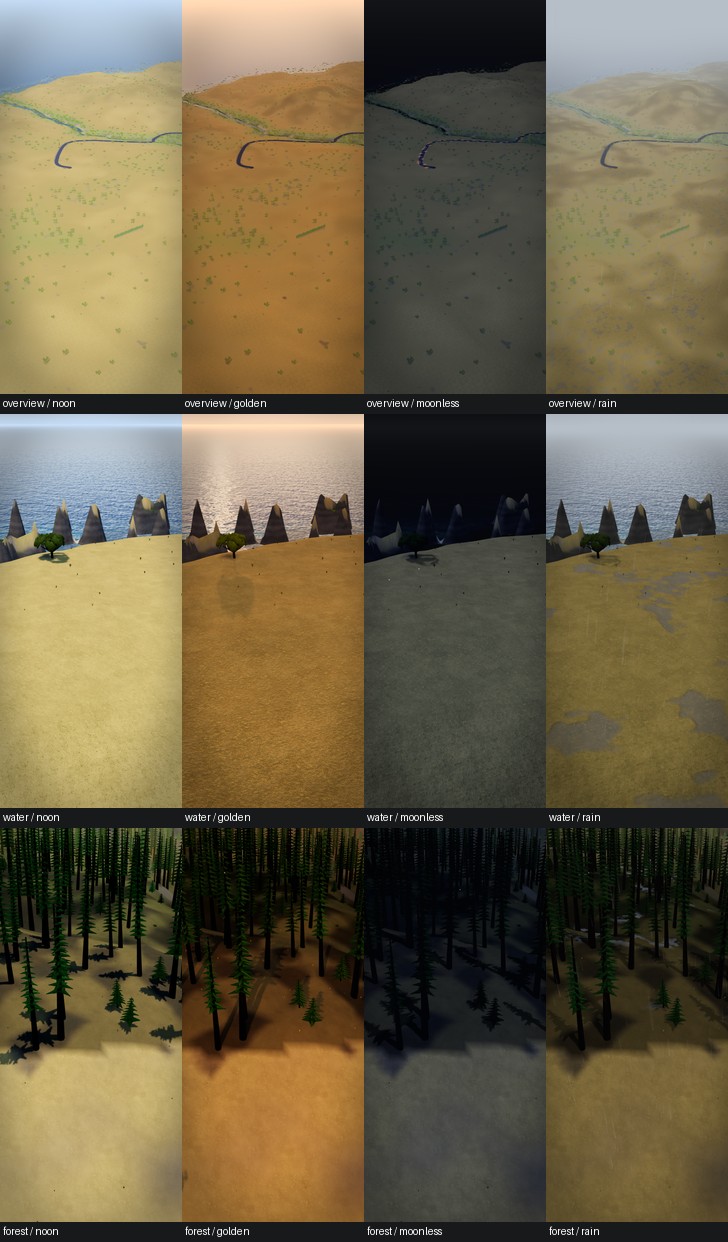 overview / noon
overview / golden
overview / moonless
overview / rain
water / noon
water / golden
water / moonless
water / rain
forest / noon
forest / golden
forest / moonless
forest / rain